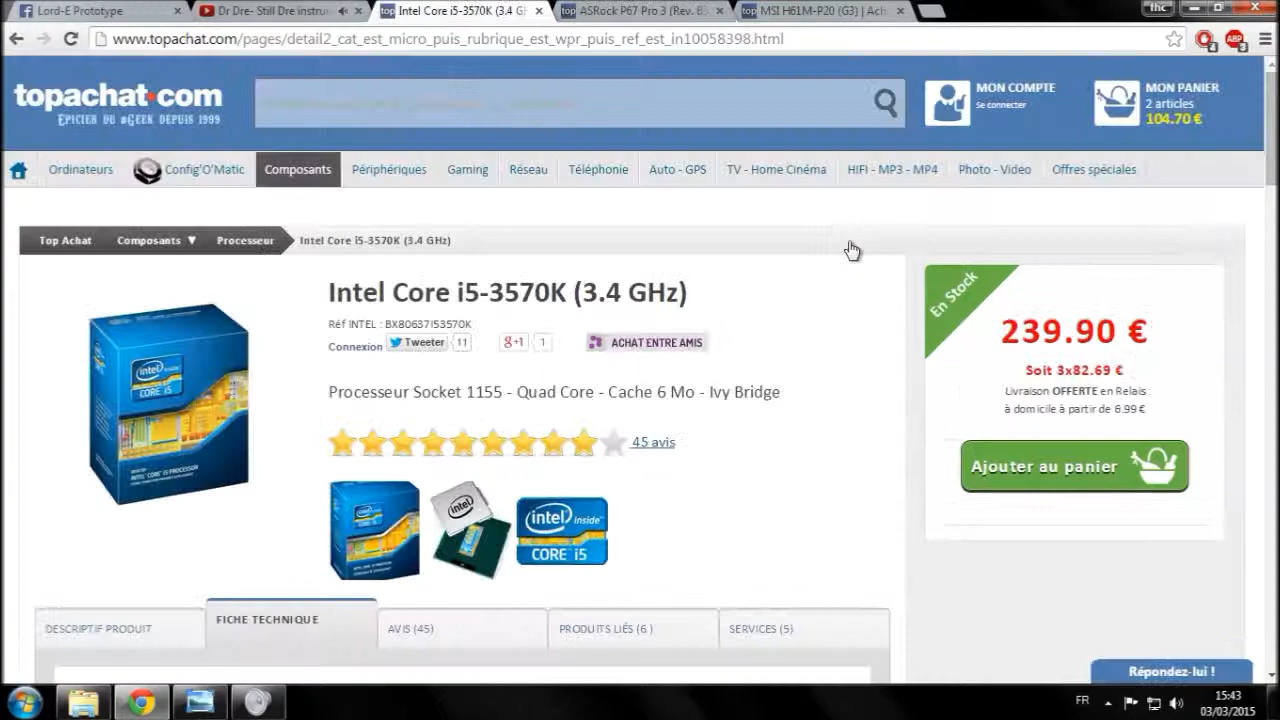 Lord-E Prototype
Dr Dre- Still Dre instru
Intel Core i5-3570K (3.4 G
ASRock P67 Pro 3 (Rev. B
MSI H61M-P20 (G3) | Ach
thc
www.topachat.com/pages/detail2_cat_est_micro_puis_rubrique_est_wpr_puis_ref_est_in10058398.html
ABP
topachat.com
EPICIER DU #GEEK DEPUIS 1999
MON COMPTE
Se connecter
MON PANIER
2 articles
104.70 €
Ordinateurs
Config'O'Matic
Composants
Périphériques
Gaming
Réseau
Téléphonie
Auto - GPS
TV - Home Cinéma
HIFI - MP3 - MP4
Photo - Video
Offres spéciales
Top Achat
Composants ▼
Processeur
Intel Core i5-3570K (3.4 GHz)
Intel Core i5-3570K (3.4 GHz)
Réf INTEL : BX80637I53570K
Connexion
Tweeter
11
g+1
1
ACHAT ENTRE AMIS
Processeur Socket 1155 - Quad Core - Cache 6 Mo - Ivy Bridge
45 avis
intel inside™
CORE™ i5
En Stock
239.90 €
Soit 3x82.69 €
Livraison OFFERTE en Relais
à domicile à partir de 6.99 €
Ajouter au panier
DESCRIPTIF PRODUIT
FICHE TECHNIQUE
AVIS (45)
PRODUITS LIÉS (6 )
SERVICES (5)
Répondez-lui !
FR
15:43
03/03/2015